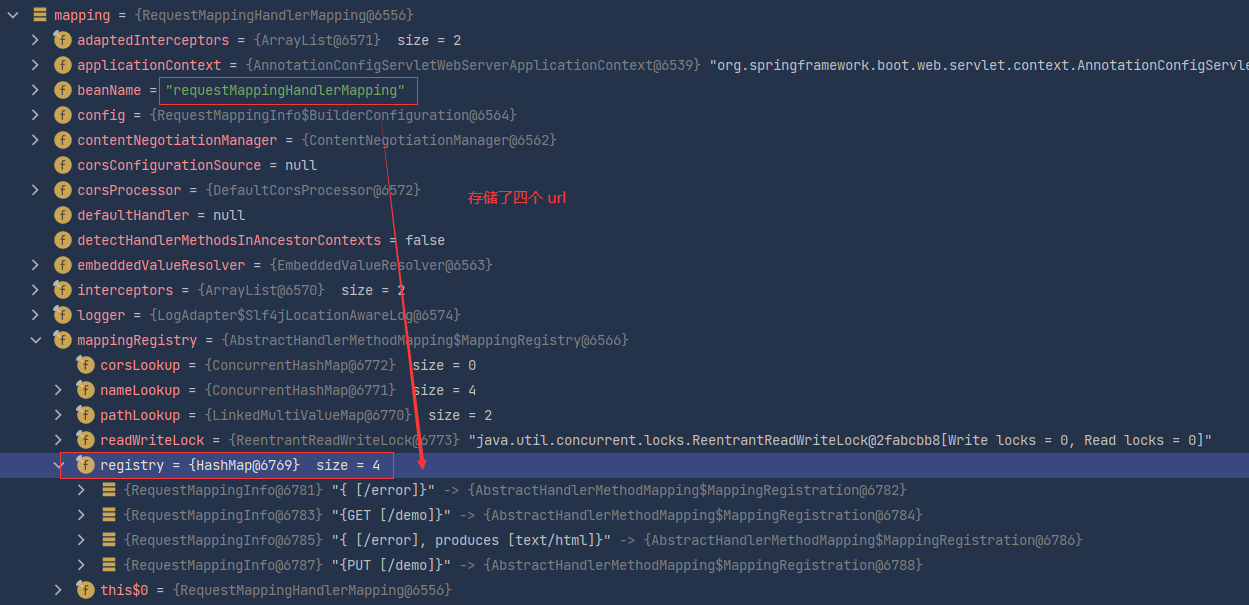 mapping = {RequestMappingHandlerMapping@6556}
adaptedInterceptors = {ArrayList@6571} size = 2
applicationContext = {AnnotationConfigServletWebServerApplicationContext@6539} "org.springframework.boot.web.servlet.context.AnnotationConfigServle
beanName = "requestMappingHandlerMapping"
config = {RequestMappingInfo$BuilderConfiguration@6564}
contentNegotiationManager = {ContentNegotiationManager@6562}
corsConfigurationSource = null
corsProcessor = {DefaultCorsProcessor@6572}
存储了四个 url
defaultHandler = null
detectHandlerMethodsInAncestorContexts = false
embeddedValueResolver = {EmbeddedValueResolver@6563}
interceptors = {ArrayList@6570} size = 2
logger = {LogAdapter$Slf4jLocationAwareLog@6574}
mappingRegistry = {AbstractHandlerMethodMapping$MappingRegistry@6566}
corsLookup = {ConcurrentHashMap@6772} size = 0
nameLookup = {ConcurrentHashMap@6771} size = 4
pathLookup = {LinkedMultiValueMap@6770} size = 2
readWriteLock = {ReentrantReadWriteLock@6773} "java.util.concurrent.locks.ReentrantReadWriteLock@2fabcbb8[Write locks = 0, Read locks = 0]"
registry = {HashMap@6769} size = 4
{RequestMappingInfo@6781} "{ [/error]}" -> {AbstractHandlerMethodMapping$MappingRegistration@6782}
{RequestMappingInfo@6783} "{GET [/demo]}" -> {AbstractHandlerMethodMapping$MappingRegistration@6784}
{RequestMappingInfo@6785} "{ [/error], produces [text/html]}" -> {AbstractHandlerMethodMapping$MappingRegistration@6786}
{RequestMappingInfo@6787} "{PUT [/demo]}" -> {AbstractHandlerMethodMapping$MappingRegistration@6788}
this$0 = {RequestMappingHandlerMapping@6556}